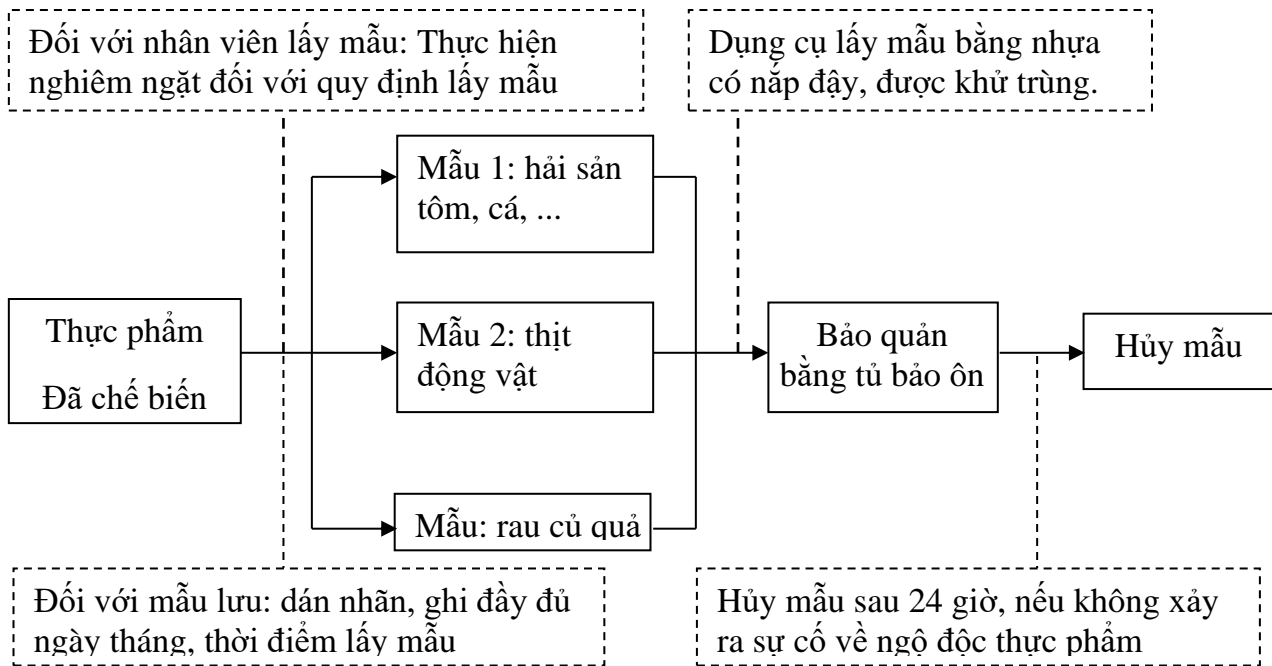 Đối với nhân viên lấy mẫu: Thực hiện
nghiêm ngặt đối với quy định lấy mẫu
Dụng cụ lấy mẫu bằng nhựa
có nắp đậy, được khử trùng.
Mẫu 1: hải sản
tôm, cá, ...
Thực phẩm
Đã chế biến
Mẫu 2: thịt
động vật
Bảo quản
bằng tủ bảo ôn
Hủy mẫu
Mẫu: rau củ quả
Đối với mẫu lưu: dán nhãn, ghi đầy đủ
ngày tháng, thời điểm lấy mẫu
Hủy mẫu sau 24 giờ, nếu không xảy
ra sự cố về ngộ độc thực phẩm